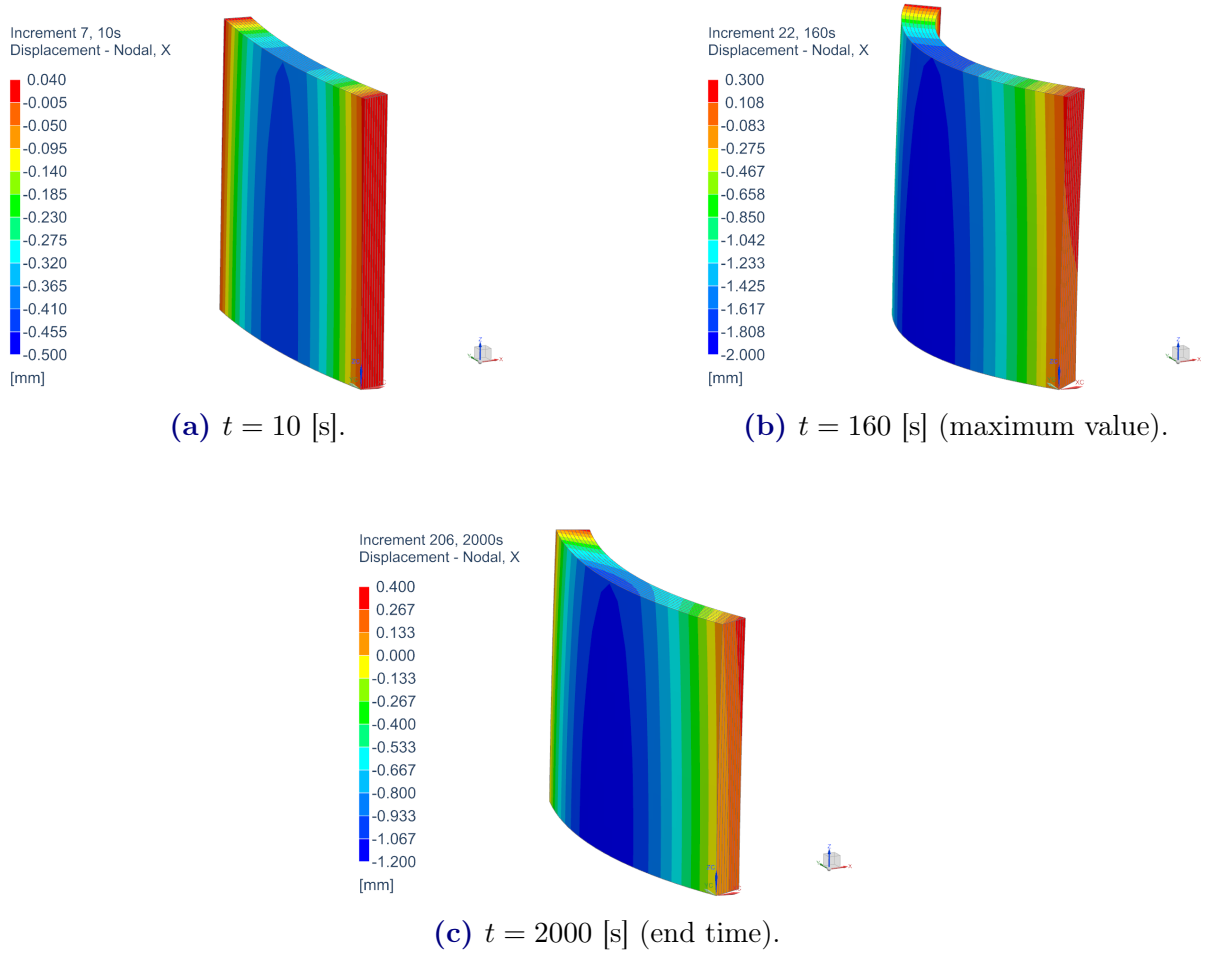 Increment 7, 10s
Displacement - Nodal, X
0.040
-0.005
-0.050
-0.095
-0.140
-0.185
-0.230
-0.275
-0.320
-0.365
-0.410
-0.455
-0.500
[mm]
(a) t = 10 [s].
Increment 22, 160s
Displacement - Nodal, X
0.300
0.108
-0.083
-0.275
-0.467
-0.658
-0.850
-1.042
-1.233
-1.425
-1.617
-1.808
-2.000
[mm]
XC
(b) t = 160 [s] (maximum value).
Increment 206, 2000s
Displacement - Nodal, X
0.400
0.267
0.133
0.000
-0.133
-0.267
-0.400
-0.533
-0.667
-0.800
-0.933
-1.067
-1.200
[mm]
ZC
YC
(c) t = 2000 [s] (end time).